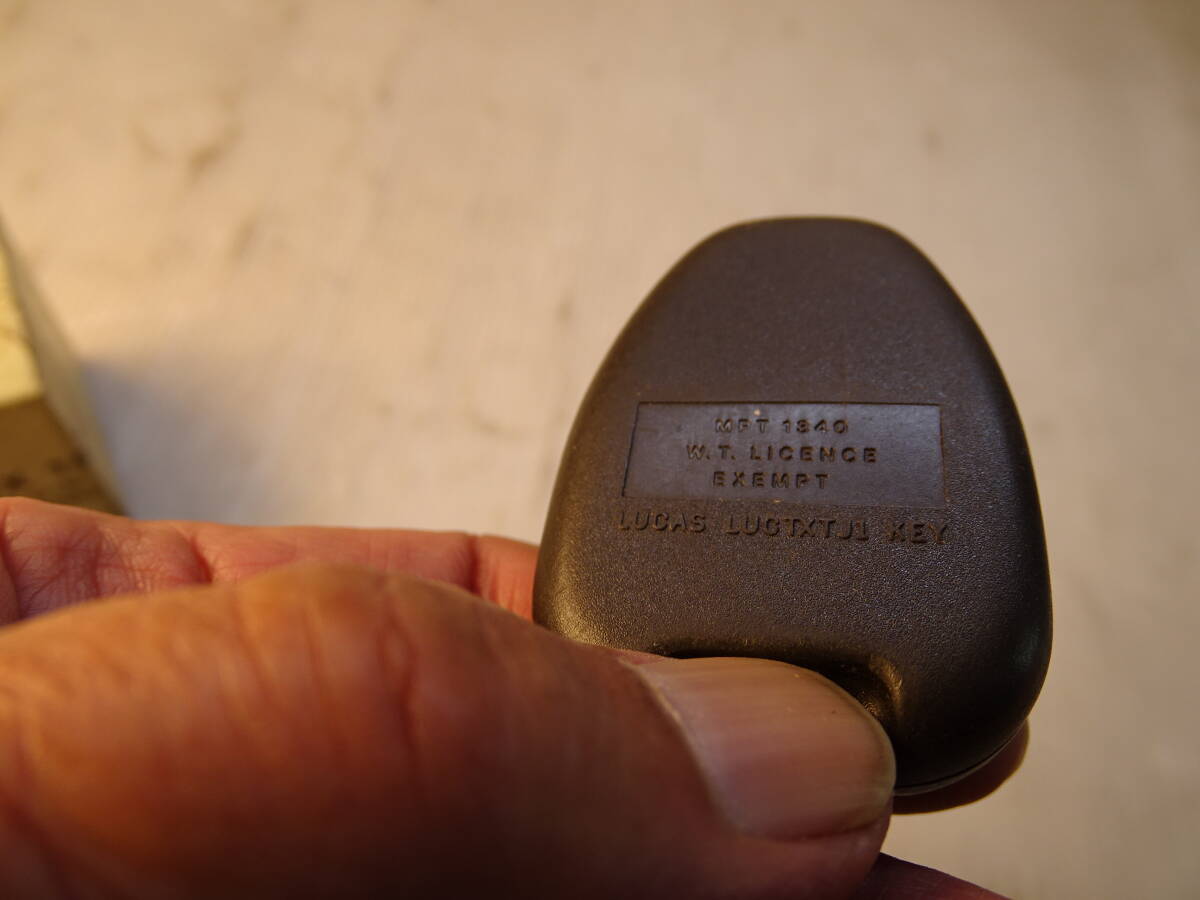 MPT 1340
W.T. LICENCE
EXEMPT
LUCAS LUCTXTJ1 KEY